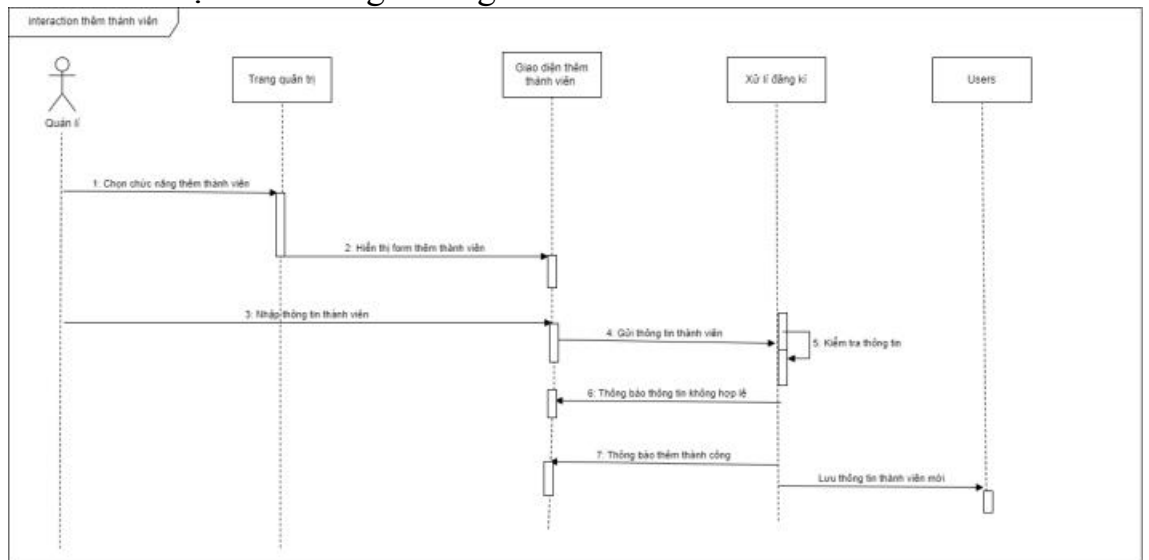 interaction thêm thành viên
Quản lí
Trang quản trị
Giao diện thêm
thành viên
Xử lí đăng kí
Users
1: Chọn chức năng thêm thành viên
2: Hiển thị form thêm thành viên
3: Nhập thông tin thành viên
4: Gửi thông tin thành viên
5: Kiểm tra thông tin
6: Thông báo thông tin không hợp lệ
7: Thông báo thêm thành công
Lưu thông tin thành viên mới